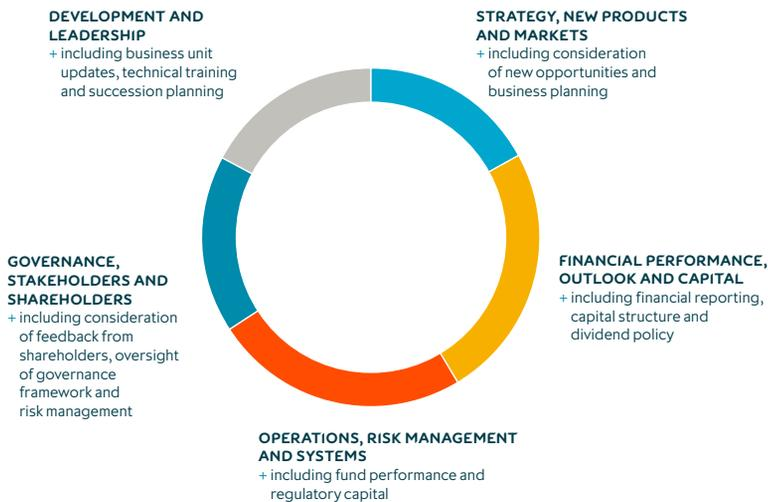 DEVELOPMENT AND
LEADERSHIP
+ including business unit
updates, technical training
and succession planning
STRATEGY, NEW PRODUCTS
AND MARKETS
+ including consideration
of new opportunities and
business planning
GOVERNANCE,
STAKEHOLDERS AND
SHAREHOLDERS
+ including consideration
of feedback from
shareholders, oversight
of governance
framework and
risk management
FINANCIAL PERFORMANCE,
OUTLOOK AND CAPITAL
+ including financial reporting,
capital structure and
dividend policy
OPERATIONS, RISK MANAGEMENT
AND SYSTEMS
+ including fund performance and
regulatory capital